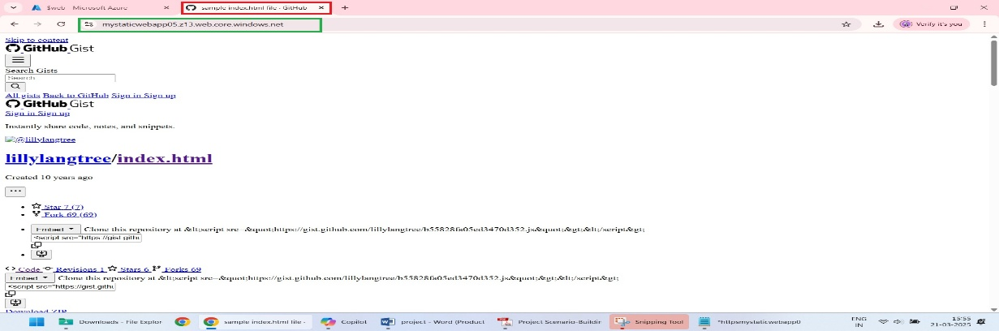 $web - Microsoft Azure
sample index.html file · GitHub
mystaticwebapp05.z13.web.core.windows.net
Verify it's you
Skip to content
GitHub Gist
Search Gists
Search
All gists Back to GitHub Sign in Sign up
GitHub Gist
Sign in Sign up
Instantly share code, notes, and snippets.
@lillylangtree
lillylangtree/index.html
Created 10 years ago
Star 7 (7)
Fork 69 (69)
Embed Clone this repository at &lt;script src=&quot;https://gist.github.com/lillylangtree/b55828fa05ed3470d352.js&quot;&gt;&lt;/script&gt;
<script src="https://gist.githu
Code Revisions 1 Stars 6 Forks 69
Embed Clone this repository at &lt;script src=&quot;https://gist.github.com/lillylangtree/b55828fa05ed3470d352.js&quot;&gt;&lt;/script&gt;
<script src="https://gist.githu
Download ZIP
Downloads - File Explor
sample index.html file -
Copilot
project - Word (Product
Project Scenario-Buildin
Snipping Tool
*httpsmystaticwebapp0
ENG
IN
15:55
21-03-2025